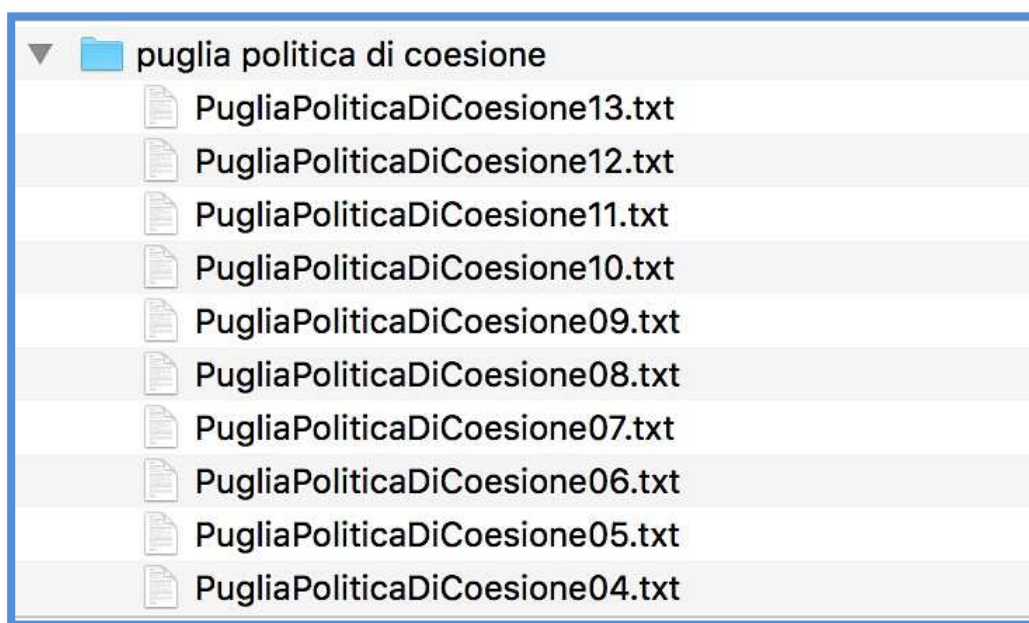 puglia politica di coesione
PugliaPoliticaDiCoesione13.txt
PugliaPoliticaDiCoesione12.txt
PugliaPoliticaDiCoesione11.txt
PugliaPoliticaDiCoesione10.txt
PugliaPoliticaDiCoesione09.txt
PugliaPoliticaDiCoesione08.txt
PugliaPoliticaDiCoesione07.txt
PugliaPoliticaDiCoesione06.txt
PugliaPoliticaDiCoesione05.txt
PugliaPoliticaDiCoesione04.txt